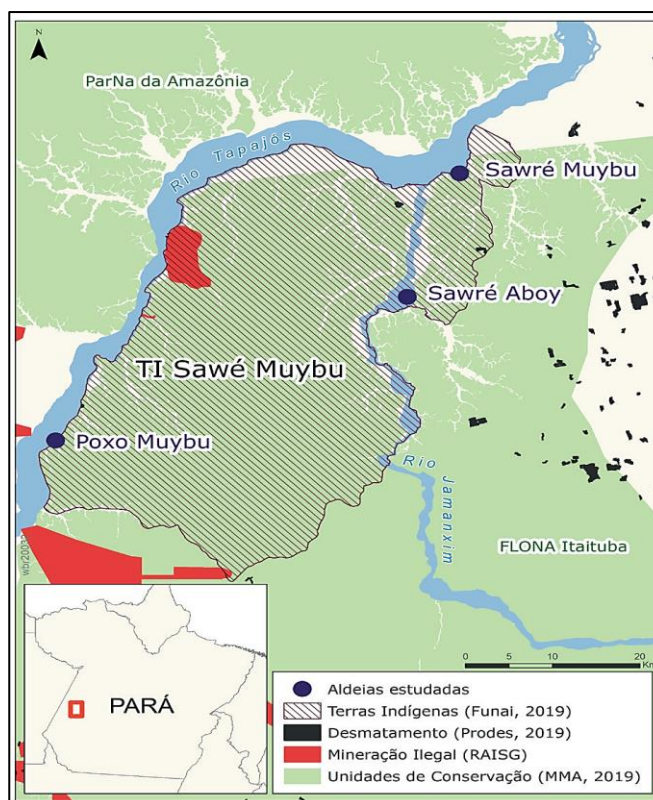 N
ParNa da Amazônia
Rio Tapajós
Sawré Muybu
Sawré Aboy
TI Sawé Muybu
Poxo Muybu
Rio Jamanxim
FLONA Itaituba
0 5 10 20
Km
PARÁ
Aldeias estudadas
Terras Indígenas (Funai, 2019)
Desmatamento (Prodes, 2019)
Mineração Ilegal (RAISG)
Unidades de Conservação (MMA, 2019)